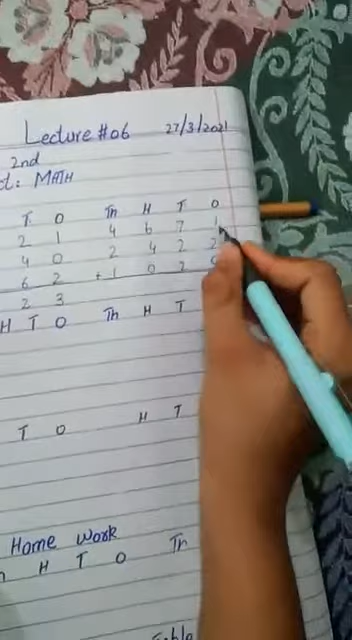 Lecture #06 27/3/2021
2nd
MATH
T O Th H T O
2 1 4 6 7 1
4 0 2 4 2 2
6 2 + 1 0 2
2 3
H T O Th H T
T O H T
Home Work
H T O Th